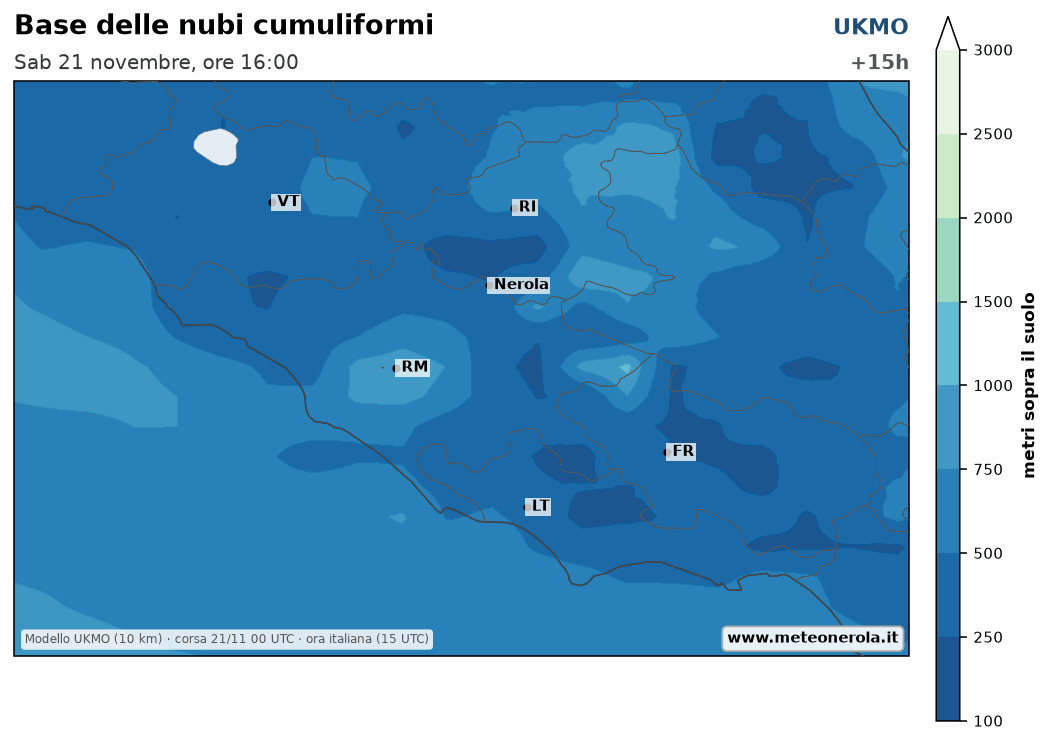 Base delle nubi cumuliformi
UKMO
Sab 21 novembre, ore 16:00
+15h
VT
RI
Nerola
RM
FR
LT
Modello UKMO (10 km) · corsa 21/11 00 UTC · ora italiana (15 UTC)
www.meteonerola.it
3000
2500
2000
1500
1000
750
500
250
100
metri sopra il suolo